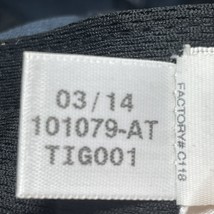 03/14
101079-AT
TIG001
FACTORY# C118